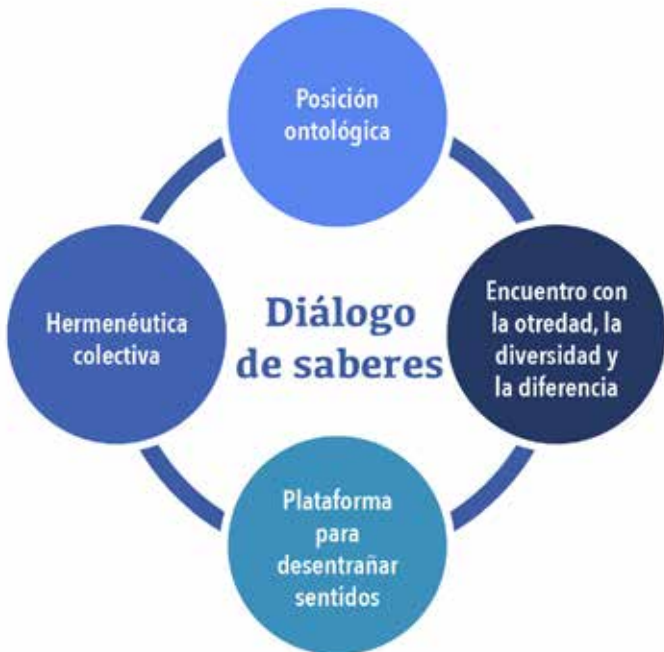 Posición
ontológica
Encuentro con
la otredad, la
diversidad y
la diferencia
Diálogo
de saberes
Hermenéutica
colectiva
Plataforma
para
desentrañar
sentidos